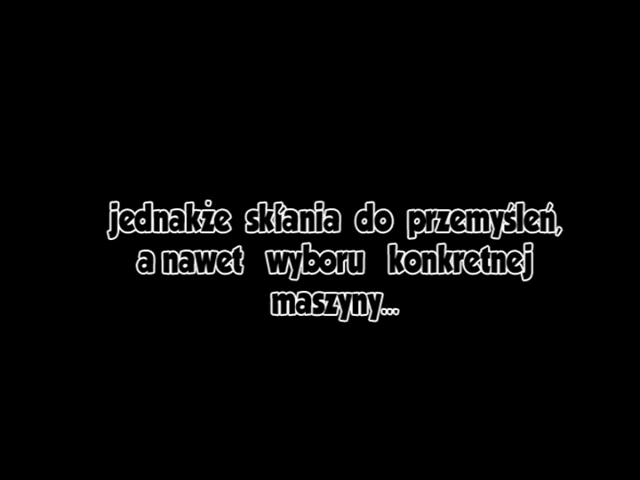 jednakże skłania do przemyśleń,
a nawet wyboru konkretnej
maszyny...